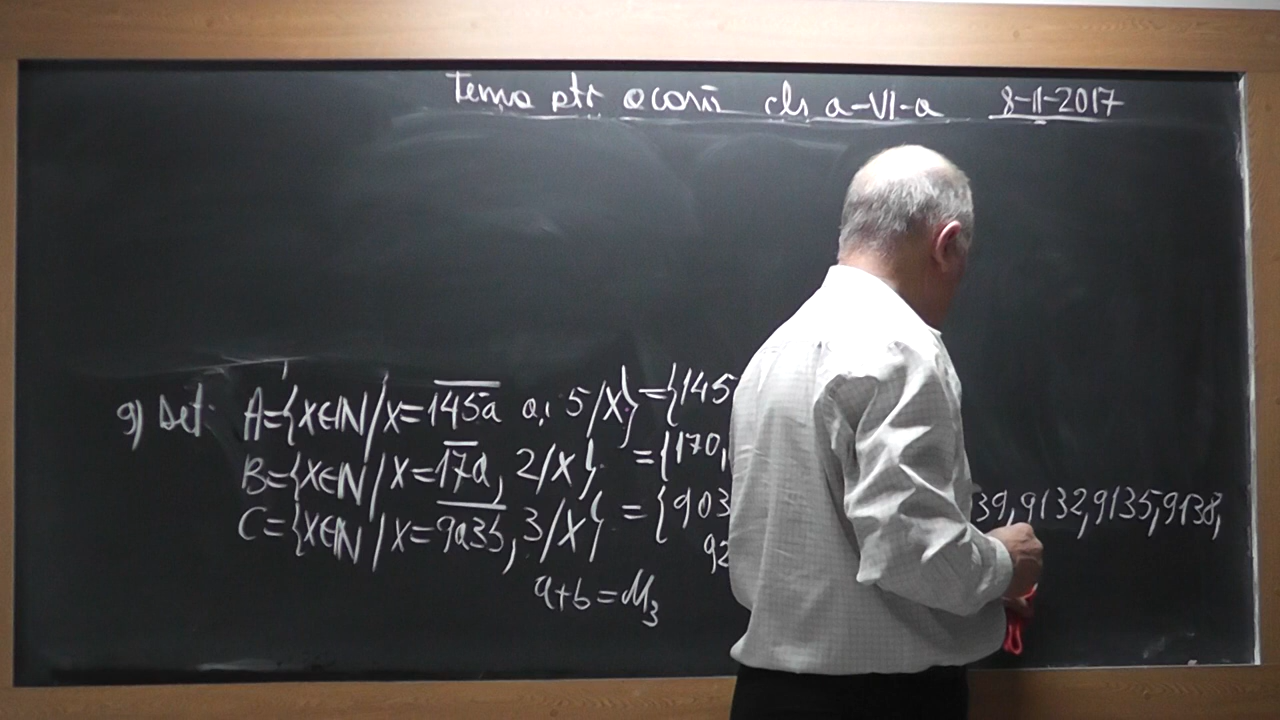 Tema ptr acasă cls a-VI-a 8-11-2017
9) Det: A={x∈ℕ/x=145a a, 5/x}={145
B={x∈ℕ/x=17a, 2/x} ={170,
C={x∈ℕ/x=9a3b, 3/x} ={903 39,9132,9135,9138,
92
a+b=M₃